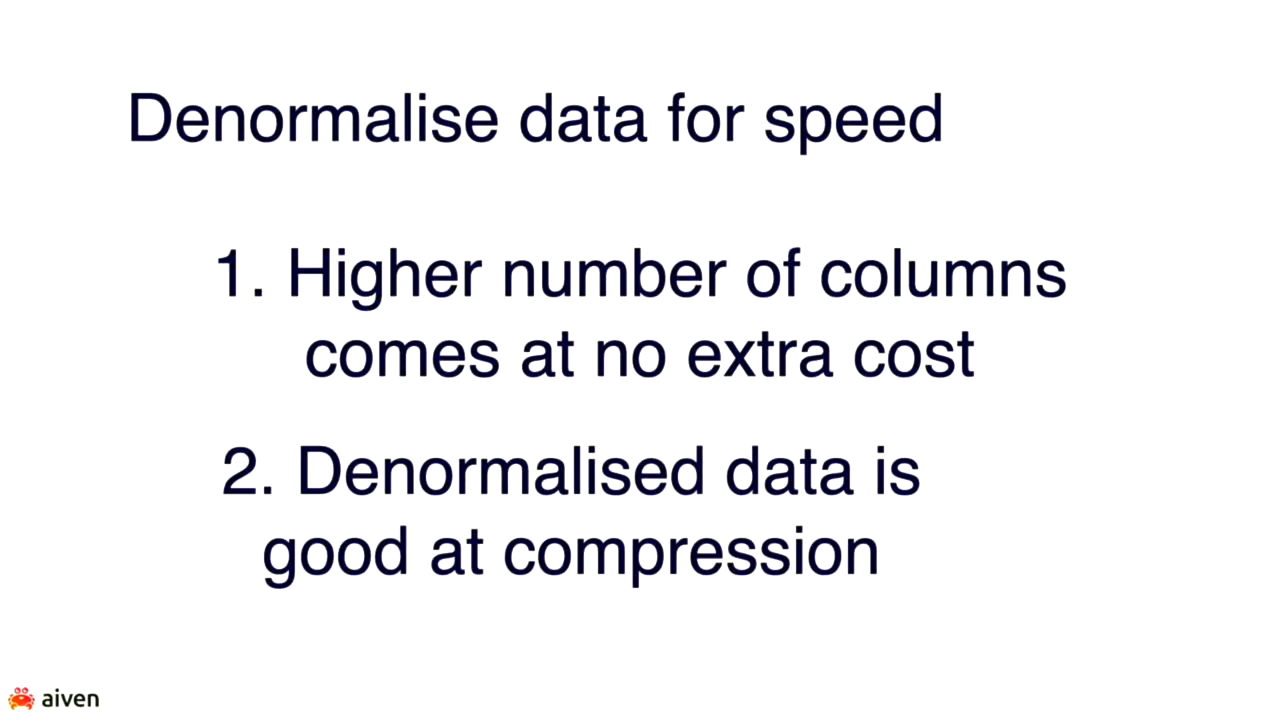 Denormalise data for speed
1. Higher number of columns
comes at no extra cost
2. Denormalised data is
good at compression
aiven